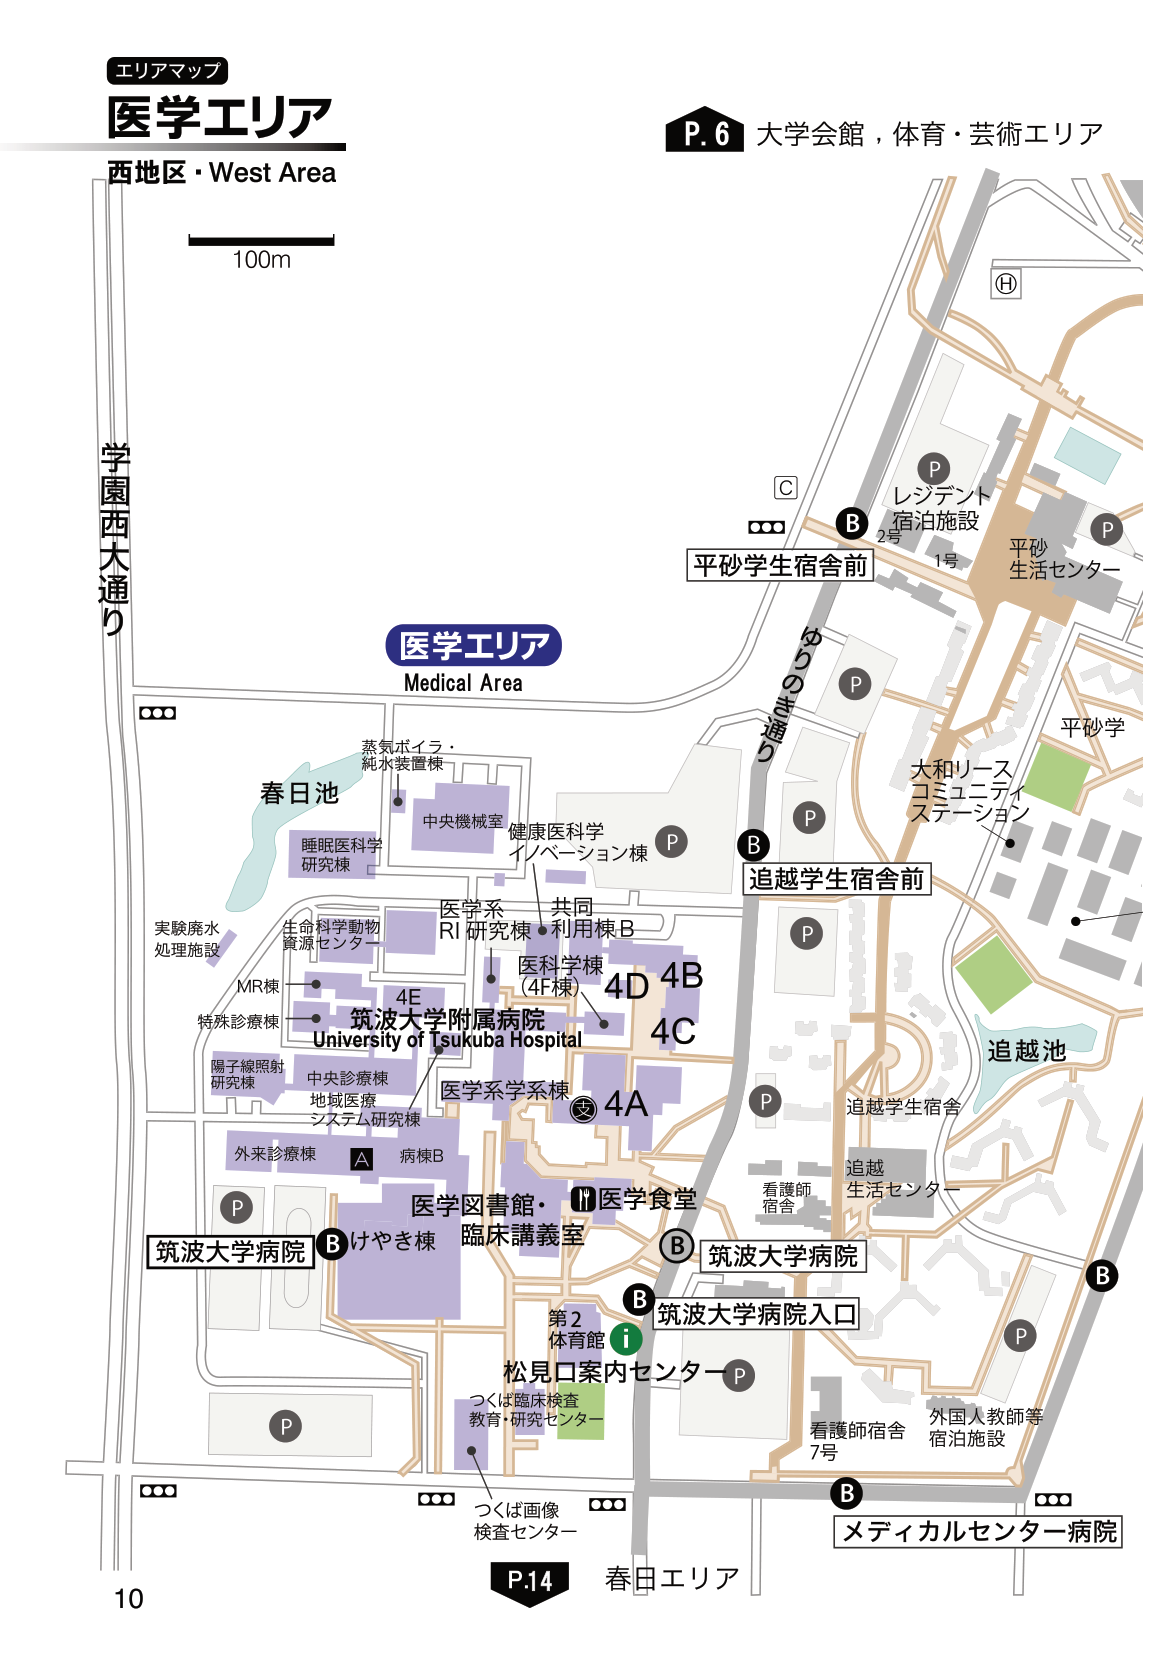 エリアマップ
医学エリア
西地区・West Area
100m
P. 6
大学会館，体育・芸術エリア
H
学園西大通り
P
レジデント
宿泊施設
2号
1号
C
B
平砂学生宿舎前
平砂
生活センター
P
医学エリア
Medical Area
ゆりのき通り
P
平砂学
蒸気ボイラ・
純水装置棟
春日池
中央機械室
睡眠医科学
研究棟
健康医科学
イノベーション棟
P
B
追越学生宿舎前
P
大和リース
コミュニティ
ステーション
実験廃水
処理施設
生命科学動物
資源センター
医学系
RI 研究棟
共同
利用棟 B
P
MR棟
医科学棟
(4F棟)
4D
4B
4E
4C
特殊診療棟
筑波大学附属病院
University of Tsukuba Hospital
追越池
陽子線照射
研究棟
中央診療棟
地域医療
システム研究棟
医学系学系棟
支
4A
P
追越学生宿舎
外来診療棟
A
病棟B
追越
生活センター
看護師
宿舎
P
医学図書館・
臨床講義室
医学食堂
筑波大学病院
B
けやき棟
B
筑波大学病院
B
B
筑波大学病院入口
第2
体育館
i
P
松見口案内センター
P
つくば臨床検査
教育・研究センター
P
看護師宿舎
7号
外国人教師等
宿泊施設
つくば画像
検査センター
B
メディカルセンター病院
P.14
春日エリア
10